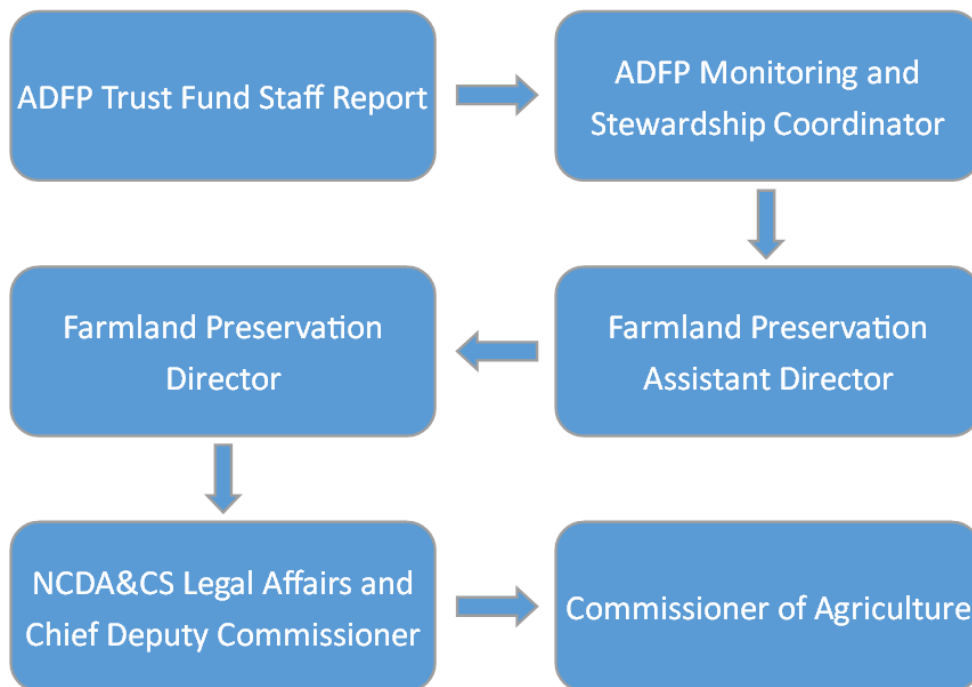 ADFP Trust Fund Staff Report
ADFP Monitoring and
Stewardship Coordinator
Farmland Preservation
Director
Farmland Preservation
Assistant Director
NCDA&CS Legal Affairs and
Chief Deputy Commissioner
Commissioner of Agriculture